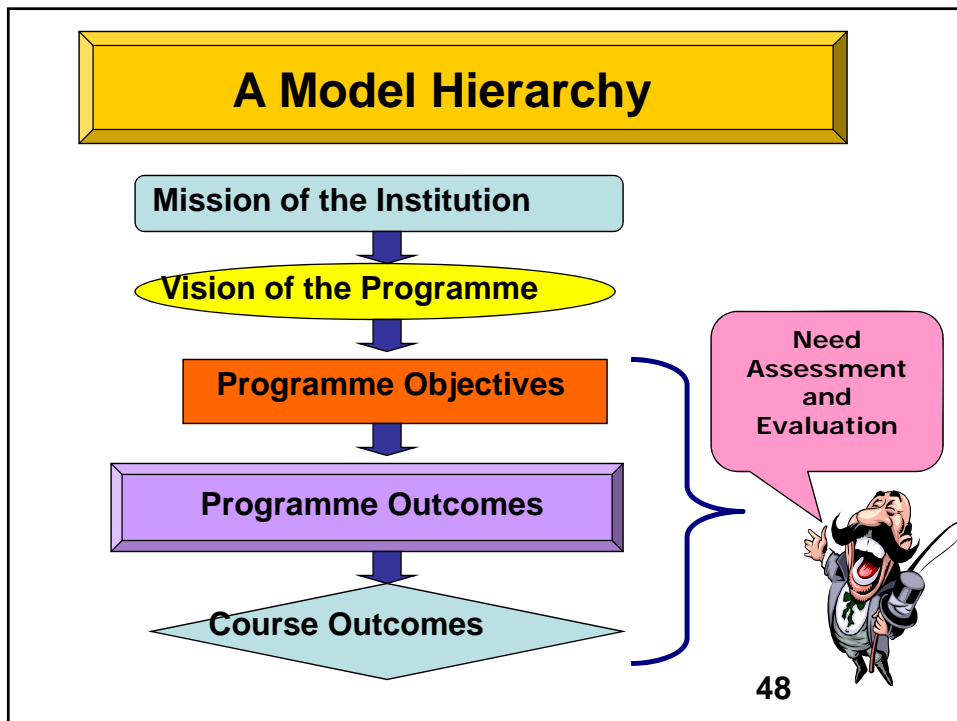 A Model Hierarchy
Mission of the Institution
Vision of the Programme
Programme Objectives
Programme Outcomes
Course Outcomes
Need
Assessment
and
Evaluation
48